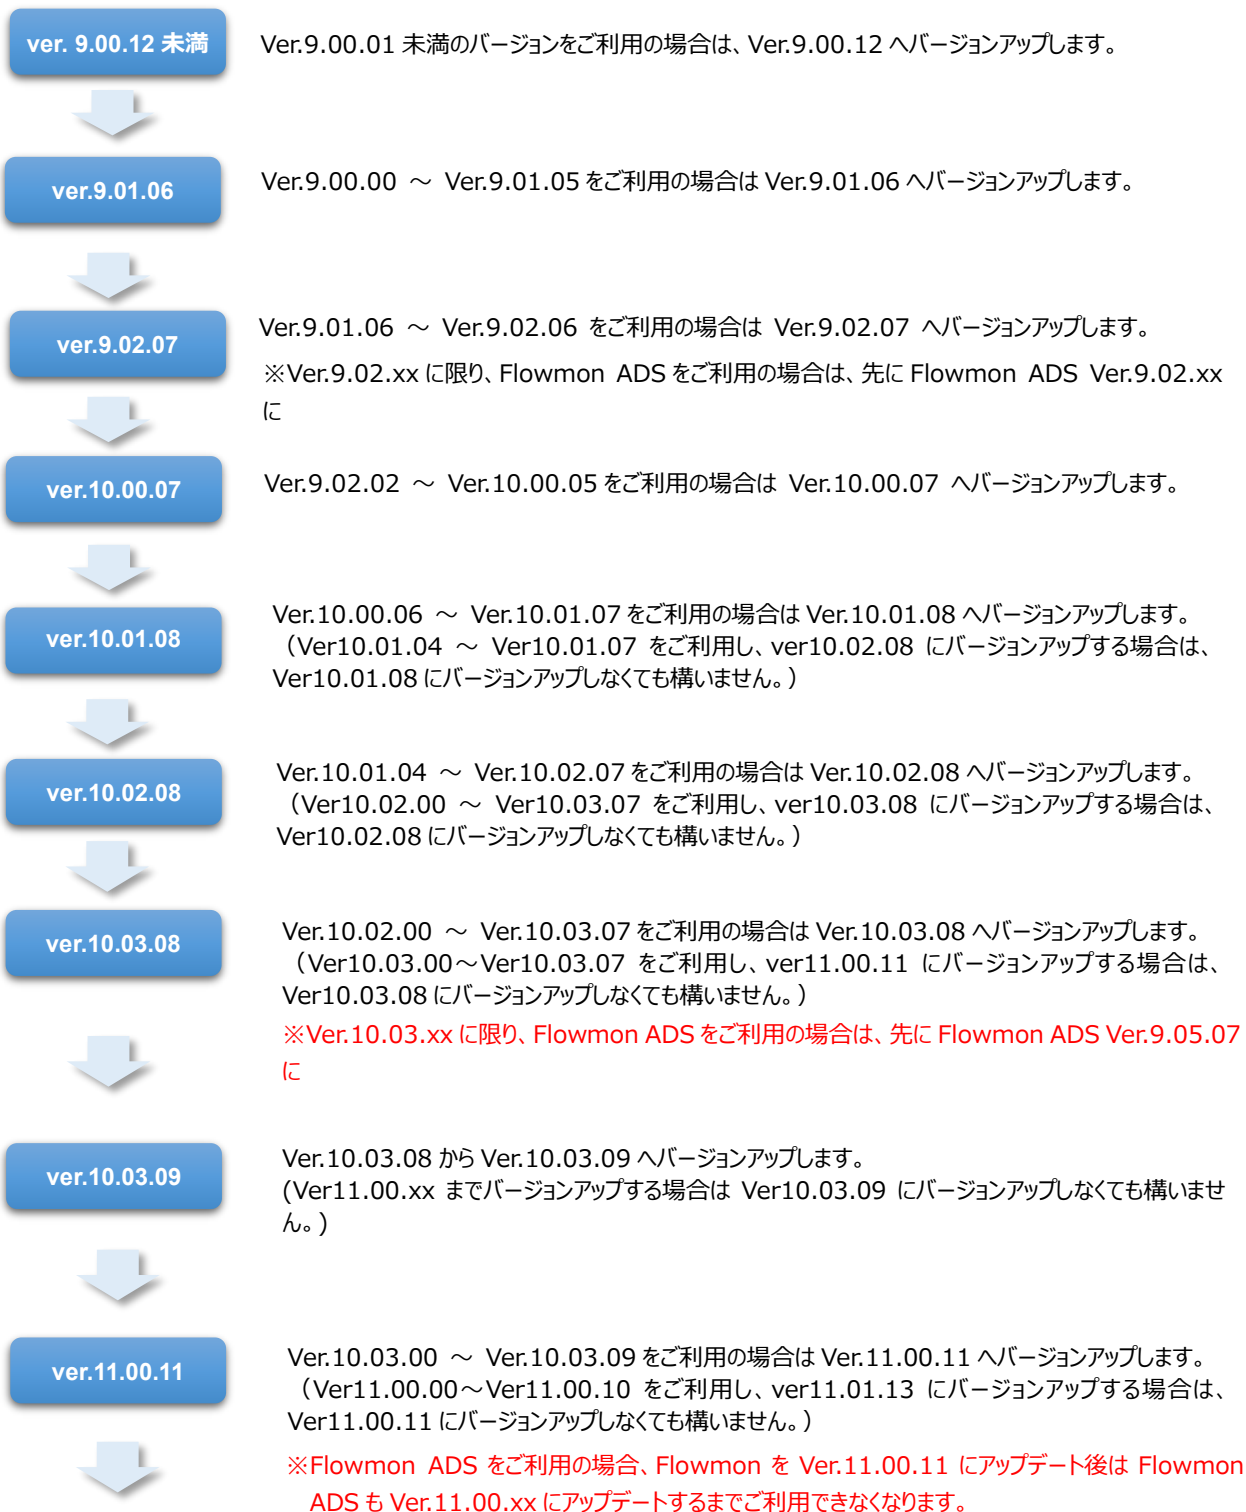 ver. 9.00.12 未満
Ver.9.00.01 未満のバージョンをご利用の場合は、Ver.9.00.12 へバージョンアップします。
ver.9.01.06
Ver.9.00.00 ～ Ver.9.01.05 をご利用の場合は Ver.9.01.06 へバージョンアップします。
ver.9.02.07
Ver.9.01.06 ～ Ver.9.02.06 をご利用の場合は Ver.9.02.07 へバージョンアップします。
※Ver.9.02.xx に限り、Flowmon ADS をご利用の場合は、先に Flowmon ADS Ver.9.02.xx
に
ver.10.00.07
Ver.9.02.02 ～ Ver.10.00.05 をご利用の場合は Ver.10.00.07 へバージョンアップします。
ver.10.01.08
Ver.10.00.06 ～ Ver.10.01.07 をご利用の場合は Ver.10.01.08 へバージョンアップします。
（Ver10.01.04 ～ Ver10.01.07 をご利用し、ver10.02.08 にバージョンアップする場合は、
Ver10.01.08 にバージョンアップしなくても構いません。）
ver.10.02.08
Ver.10.01.04 ～ Ver.10.02.07 をご利用の場合は Ver.10.02.08 へバージョンアップします。
（Ver10.02.00 ～ Ver10.03.07 をご利用し、ver10.03.08 にバージョンアップする場合は、
Ver10.02.08 にバージョンアップしなくても構いません。）
ver.10.03.08
Ver.10.02.00 ～ Ver.10.03.07 をご利用の場合は Ver.10.03.08 へバージョンアップします。
（Ver10.03.00～Ver10.03.07 をご利用し、ver11.00.11 にバージョンアップする場合は、
Ver10.03.08 にバージョンアップしなくても構いません。）
※Ver.10.03.xx に限り、Flowmon ADS をご利用の場合は、先に Flowmon ADS Ver.9.05.07
に
ver.10.03.09
Ver.10.03.08 から Ver.10.03.09 へバージョンアップします。
(Ver11.00.xx までバージョンアップする場合は Ver10.03.09 にバージョンアップしなくても構いませ
ん。)
ver.11.00.11
Ver.10.03.00 ～ Ver.10.03.09 をご利用の場合は Ver.11.00.11 へバージョンアップします。
（Ver11.00.00～Ver11.00.10 をご利用し、ver11.01.13 にバージョンアップする場合は、
Ver11.00.11 にバージョンアップしなくても構いません。）
※Flowmon ADS をご利用の場合、Flowmon を Ver.11.00.11 にアップデート後は Flowmon
ADS も Ver.11.00.xx にアップデートするまでご利用できなくなります。